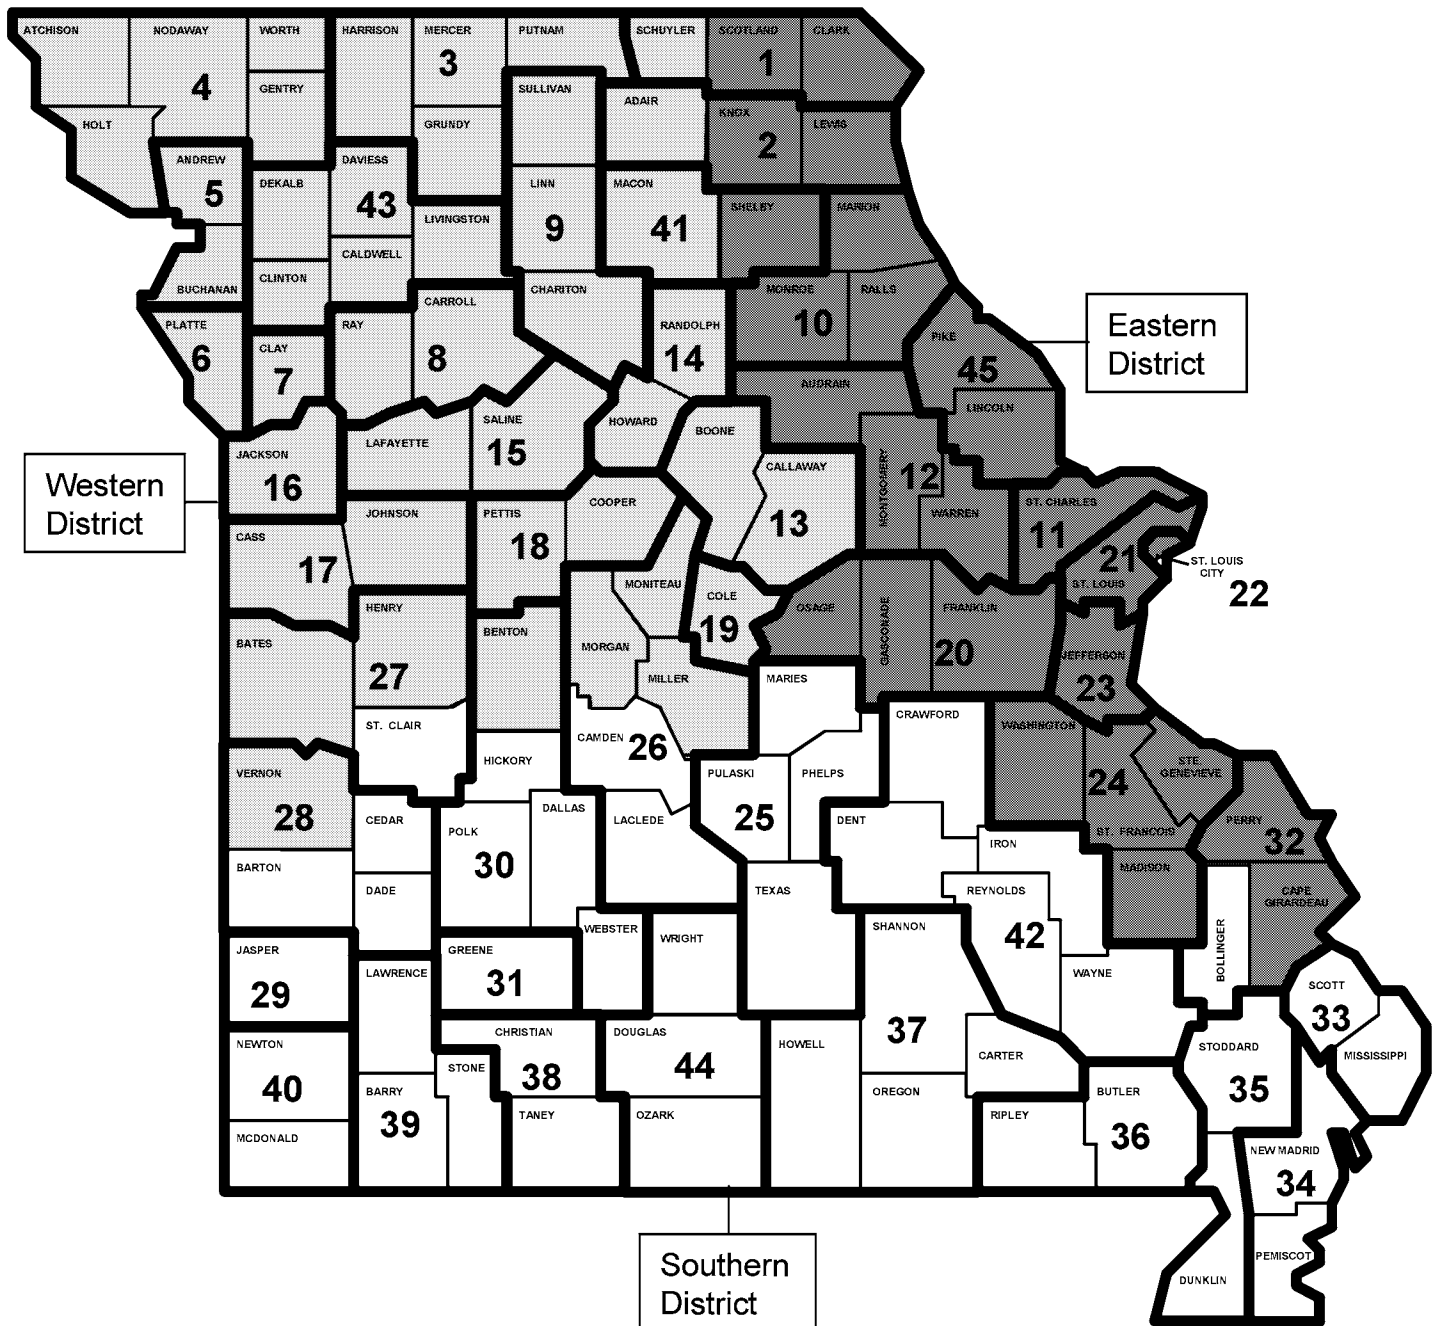 ATCHISON
NODAWAY
WORTH
HARRISON
MERCER
PUTNAM
SCHUYLER
SCOTLAND
CLARK
3
1
4
GENTRY
SULLIVAN
ADAIR
HOLT
GRUNDY
KNOX
LEWIS
2
ANDREW
DAVIESS
5
DEKALB
43
LINN
MACON
SHELBY
MARION
LIVINGSTON
9
41
CALDWELL
CLINTON
BUCHANAN
CARROLL
CHARITON
MONROE
RALLS
PLATTE
RAY
RANDOLPH
10
PIKE
Eastern
District
6
CLAY
7
8
14
45
AUDRAIN
LINCOLN
SALINE
HOWARD
BOONE
LAFAYETTE
15
JACKSON
16
CALLAWAY
MONTGOMERY
12
Western
District
JOHNSON
PETTIS
COOPER
13
WARREN
ST. CHARLES
11
CASS
17
18
21
ST. LOUIS
CITY
22
MONITEAU
ST. LOUIS
COLE
19
HENRY
OSAGE
GASCONADE
FRANKLIN
20
BATES
BENTON
MORGAN
JEFFERSON
23
27
MILLER
MARIES
ST. CLAIR
CAMDEN
26
CRAWFORD
WASHINGTON
HICKORY
VERNON
28
PULASKI
25
PHELPS
STE.
GENEVIEVE
24
CEDAR
POLK
30
DALLAS
LACLEDE
DENT
IRON
ST. FRANCOIS
PERRY
32
BARTON
DADE
TEXAS
REYNOLDS
42
MADISON
CAPE
GIRARDEAU
JASPER
29
GREENE
31
WEBSTER
WRIGHT
SHANNON
BOLLINGER
LAWRENCE
WAYNE
SCOTT
33
NEWTON
40
CHRISTIAN
38
DOUGLAS
44
HOWELL
37
CARTER
STODDARD
35
MISSISSIPPI
STONE
BARRY
39
OREGON
BUTLER
36
MCDONALD
TANEY
OZARK
RIPLEY
NEW MADRID
34
Southern
District
PEMISCOT
DUNKLIN